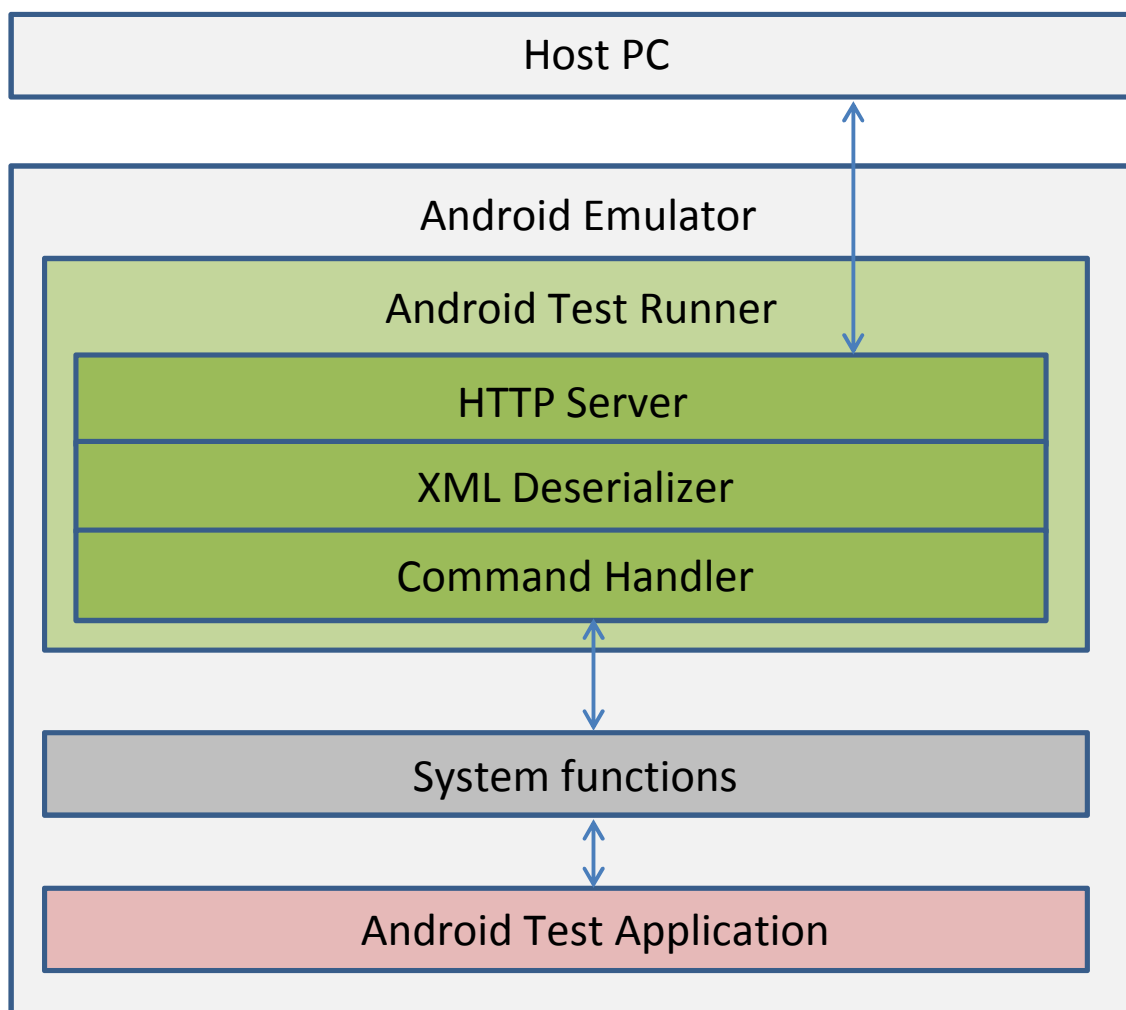 Host PC
Android Emulator
Android Test Runner
HTTP Server
XML Deserializer
Command Handler
System functions
Android Test Application